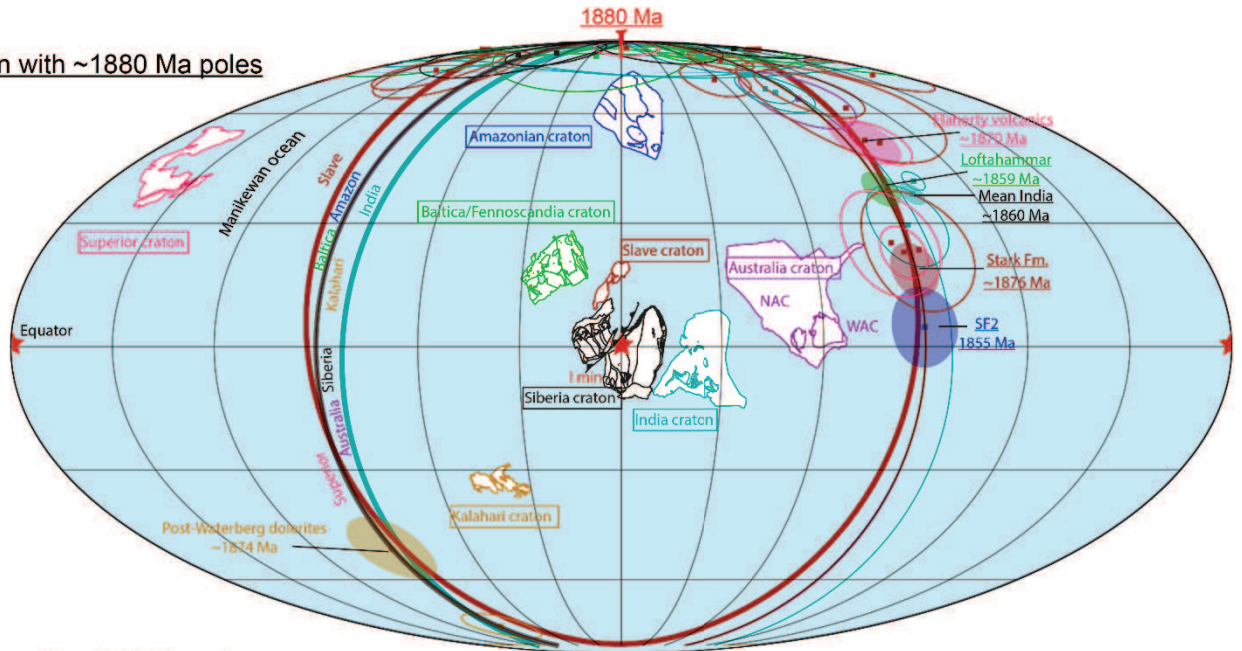 1880 Ma
n with ~1880 Ma poles
Amazonian craton
Flaherty volcanics
~1870 Ma
Loftahammar
~1859 Ma
Mean India
~1860 Ma
Manikewan ocean
Slave
Amazon
India
Baltica
Kalahari
Superior craton
Baltica/Fennoscandia craton
Slave craton
Australia craton
NAC
WAC
Stark Fm.
~1876 Ma
SF2
1855 Ma
Equator
I min
Siberia craton
India craton
Siberia
Australia
Superior
Kalahari craton
Post-Waterberg dolerites
~1874 Ma